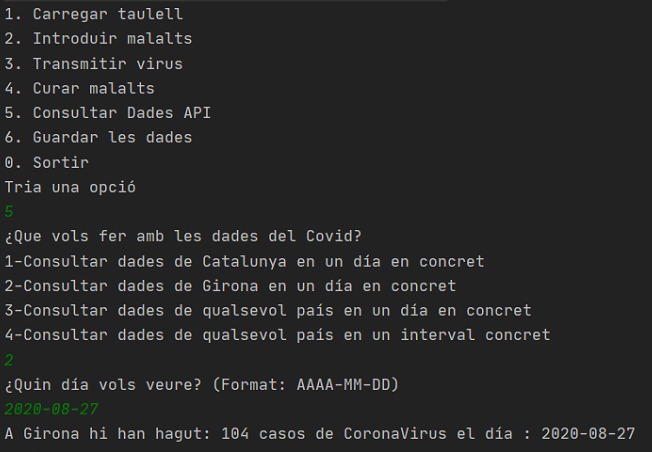 1. Carregar taulell
2. Introduir malalts
3. Transmitir virus
4. Curar malalts
5. Consultar Dades API
6. Guardar les dades
0. Sortir
Tria una opció
5
¿Que vols fer amb les dades del Covid?
1-Consultar dades de Catalunya en un día en concret
2-Consultar dades de Girona en un día en concret
3-Consultar dades de qualsevol país en un día en concret
4-Consultar dades de qualsevol país en un interval concret
2
¿Quin día vols veure? (Format: AAAA-MM-DD)
2020-08-27
A Girona hi han hagut: 104 casos de CoronaVirus el día : 2020-08-27